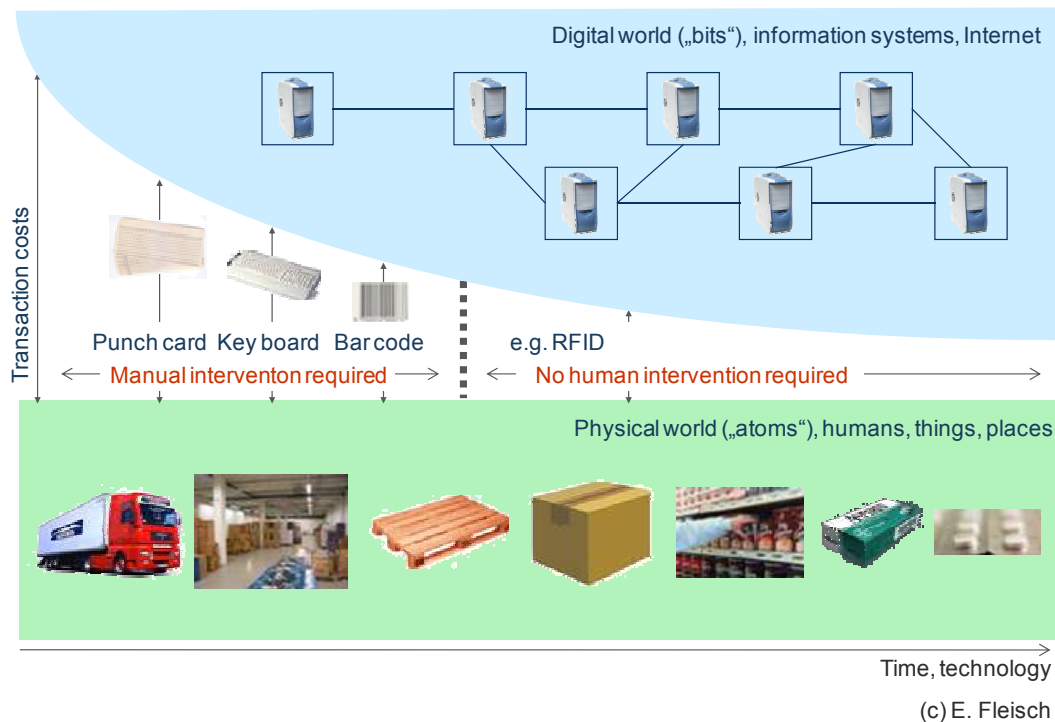 Digital world („bits“), information systems, Internet
Transaction costs
Punch card
Key board
Bar code
e.g. RFID
Manual interventon required
No human intervention required
Physical world („atoms“), humans, things, places
Time, technology
(c) E. Fleisch